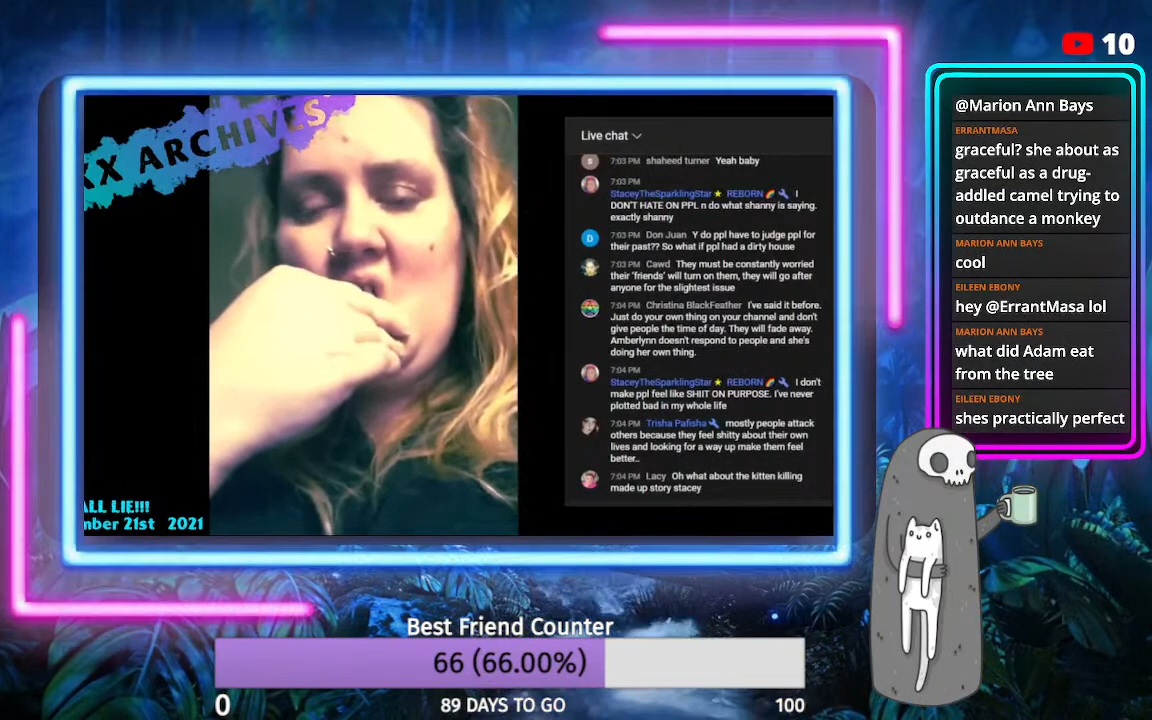 10
XX ARCHIVES
Live chat
7:03 PM shaheed turner Yeah baby
7:03 PM
StaceyTheSparklingStar REBORN I
DON'T HATE ON PPL n do what shanny is saying.
exactly shanny
7:03 PM Don Juan Y do ppl have to judge ppl for
their past?? So what if ppl had a dirty house
7:03 PM Cawd They must be constantly worried
their 'friends' will turn on them, they will go after
anyone for the slightest issue
7:04 PM Christina BlackFeather I've said it before.
Just do your own thing on your channel and don't
give people the time of day. They will fade away.
Amberlynn doesn't respond to people and she's
doing her own thing.
7:04 PM
StaceyTheSparklingStar REBORN I don't
make ppl feel like SHIIT ON PURPOSE. I've never
plotted bad in my whole life
7:04 PM Trisha Pafisha mostly people attack
others because they feel shitty about their own
lives and looking for a way up make them feel
better..
7:04 PM Lacy Oh what about the kitten killing
made up story stacey
ALL LIE!!!
mber 21st 2021
@Marion Ann Bays
ERRANTMASA
graceful? she about as
graceful as a drug-
addled camel trying to
outdance a monkey
MARION ANN BAYS
cool
EILEEN EBONY
hey @ErrantMasa lol
MARION ANN BAYS
what did Adam eat
from the tree
EILEEN EBONY
shes practically perfect
Best Friend Counter
66 (66.00%)
0
89 DAYS TO GO
100